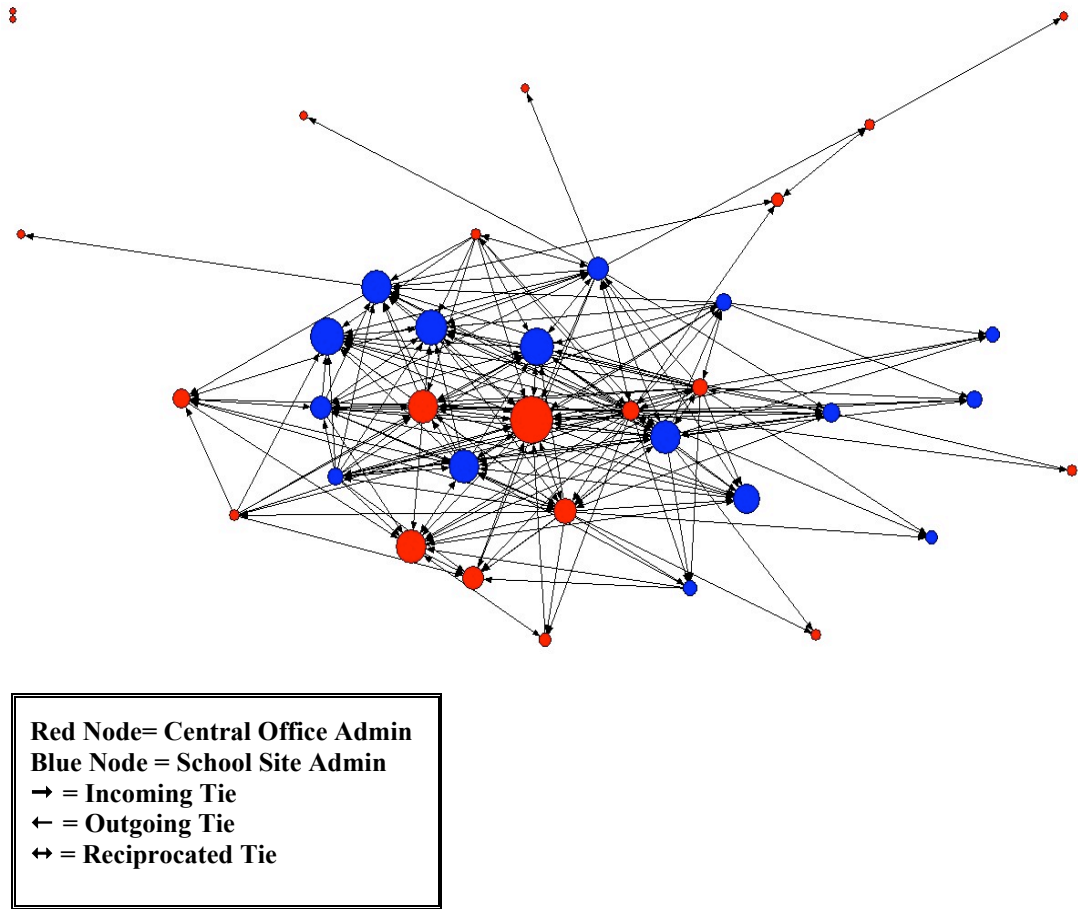 Red Node= Central Office Admin
Blue Node = School Site Admin
→ = Incoming Tie
← = Outgoing Tie
↔ = Reciprocated Tie